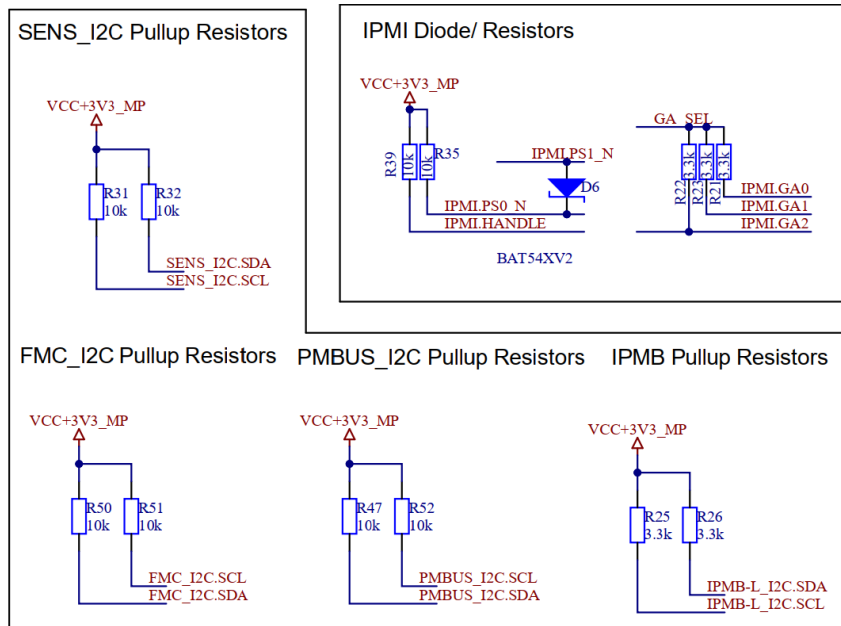 SENS_I2C Pullup Resistors
VCC+3V3_MP
R31
10k
R32
10k
SENS_I2C.SDA
SENS_I2C.SCL
IPMI Diode/ Resistors
VCC+3V3_MP
R39
10k
10k
R35
IPMI.PS1_N
D6
IPMI.PS0_N
IPMI.HANDLE
BAT54XV2
GA_SEL
R22
3.3k
R23
3.3k
R21
3.3k
IPMI.GA0
IPMI.GA1
IPMI.GA2
FMC_I2C Pullup Resistors
VCC+3V3_MP
R50
10k
R51
10k
FMC_I2C.SCL
FMC_I2C.SDA
PMBUS_I2C Pullup Resistors
VCC+3V3_MP
R47
10k
R52
10k
PMBUS_I2C.SCL
PMBUS_I2C.SDA
IPMB Pullup Resistors
VCC+3V3_MP
R25
3.3k
R26
3.3k
IPMB-L_I2C.SDA
IPMB-L_I2C.SCL